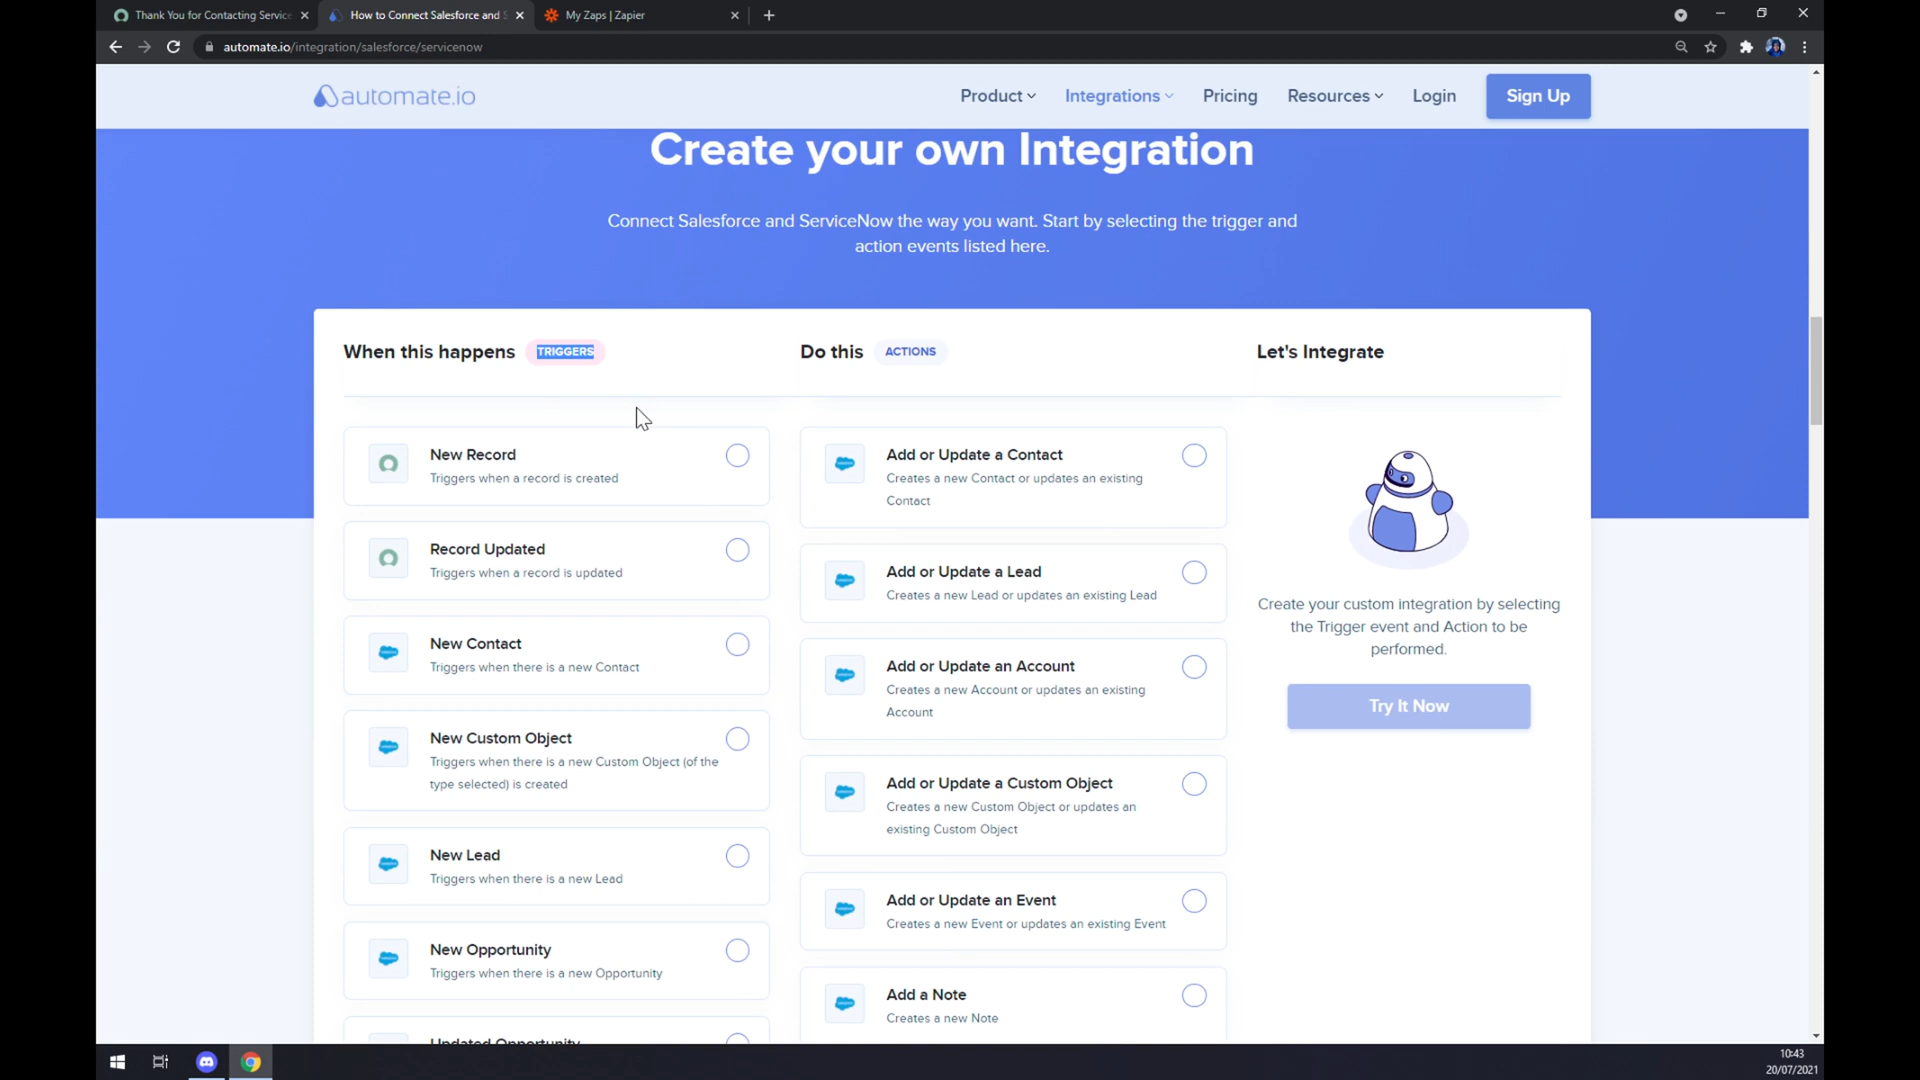 Thank You for Contacting Service
How to Connect Salesforce and S
My Zaps | Zapier
automate.io/integration/salesforce/servicenow
automate.io
Product
Integrations
Pricing
Resources
Login
Sign Up
Create your own Integration
Connect Salesforce and ServiceNow the way you want. Start by selecting the trigger and
action events listed here.
When this happens TRIGGERS
Do this ACTIONS
Let's Integrate
New Record
Triggers when a record is created
Record Updated
Triggers when a record is updated
New Contact
Triggers when there is a new Contact
New Custom Object
Triggers when there is a new Custom Object (of the
type selected) is created
New Lead
Triggers when there is a new Lead
New Opportunity
Triggers when there is a new Opportunity
Updated Opportunity
Add or Update a Contact
Creates a new Contact or updates an existing
Contact
Add or Update a Lead
Creates a new Lead or updates an existing Lead
Add or Update an Account
Creates a new Account or updates an existing
Account
Add or Update a Custom Object
Creates a new Custom Object or updates an
existing Custom Object
Add or Update an Event
Creates a new Event or updates an existing Event
Add a Note
Creates a new Note
Create your custom integration by selecting
the Trigger event and Action to be
performed.
Try It Now
10:43
20/07/2021